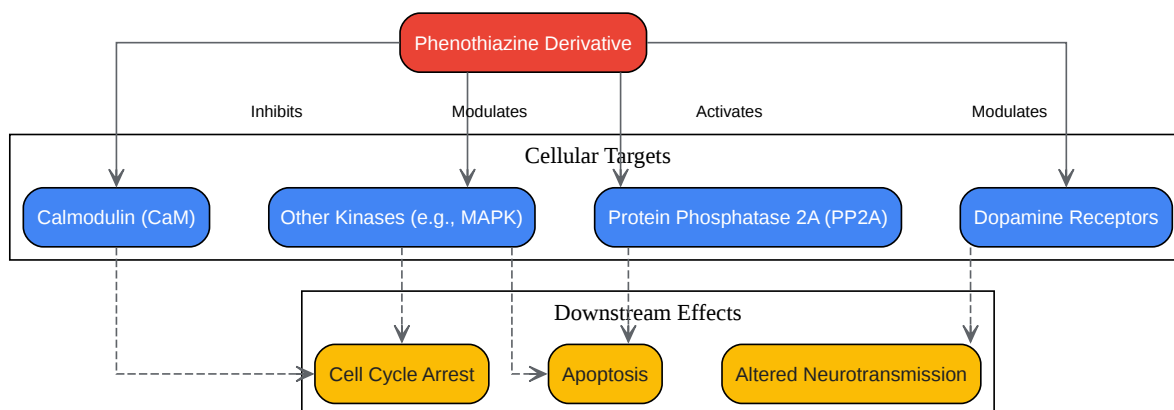 Phenothiazine Derivative
Inhibits
Modulates
Activates
Modulates
Cellular Targets
Calmodulin (CaM)
Other Kinases (e.g., MAPK)
Protein Phosphatase 2A (PP2A)
Dopamine Receptors
Downstream Effects
Cell Cycle Arrest
Apoptosis
Altered Neurotransmission